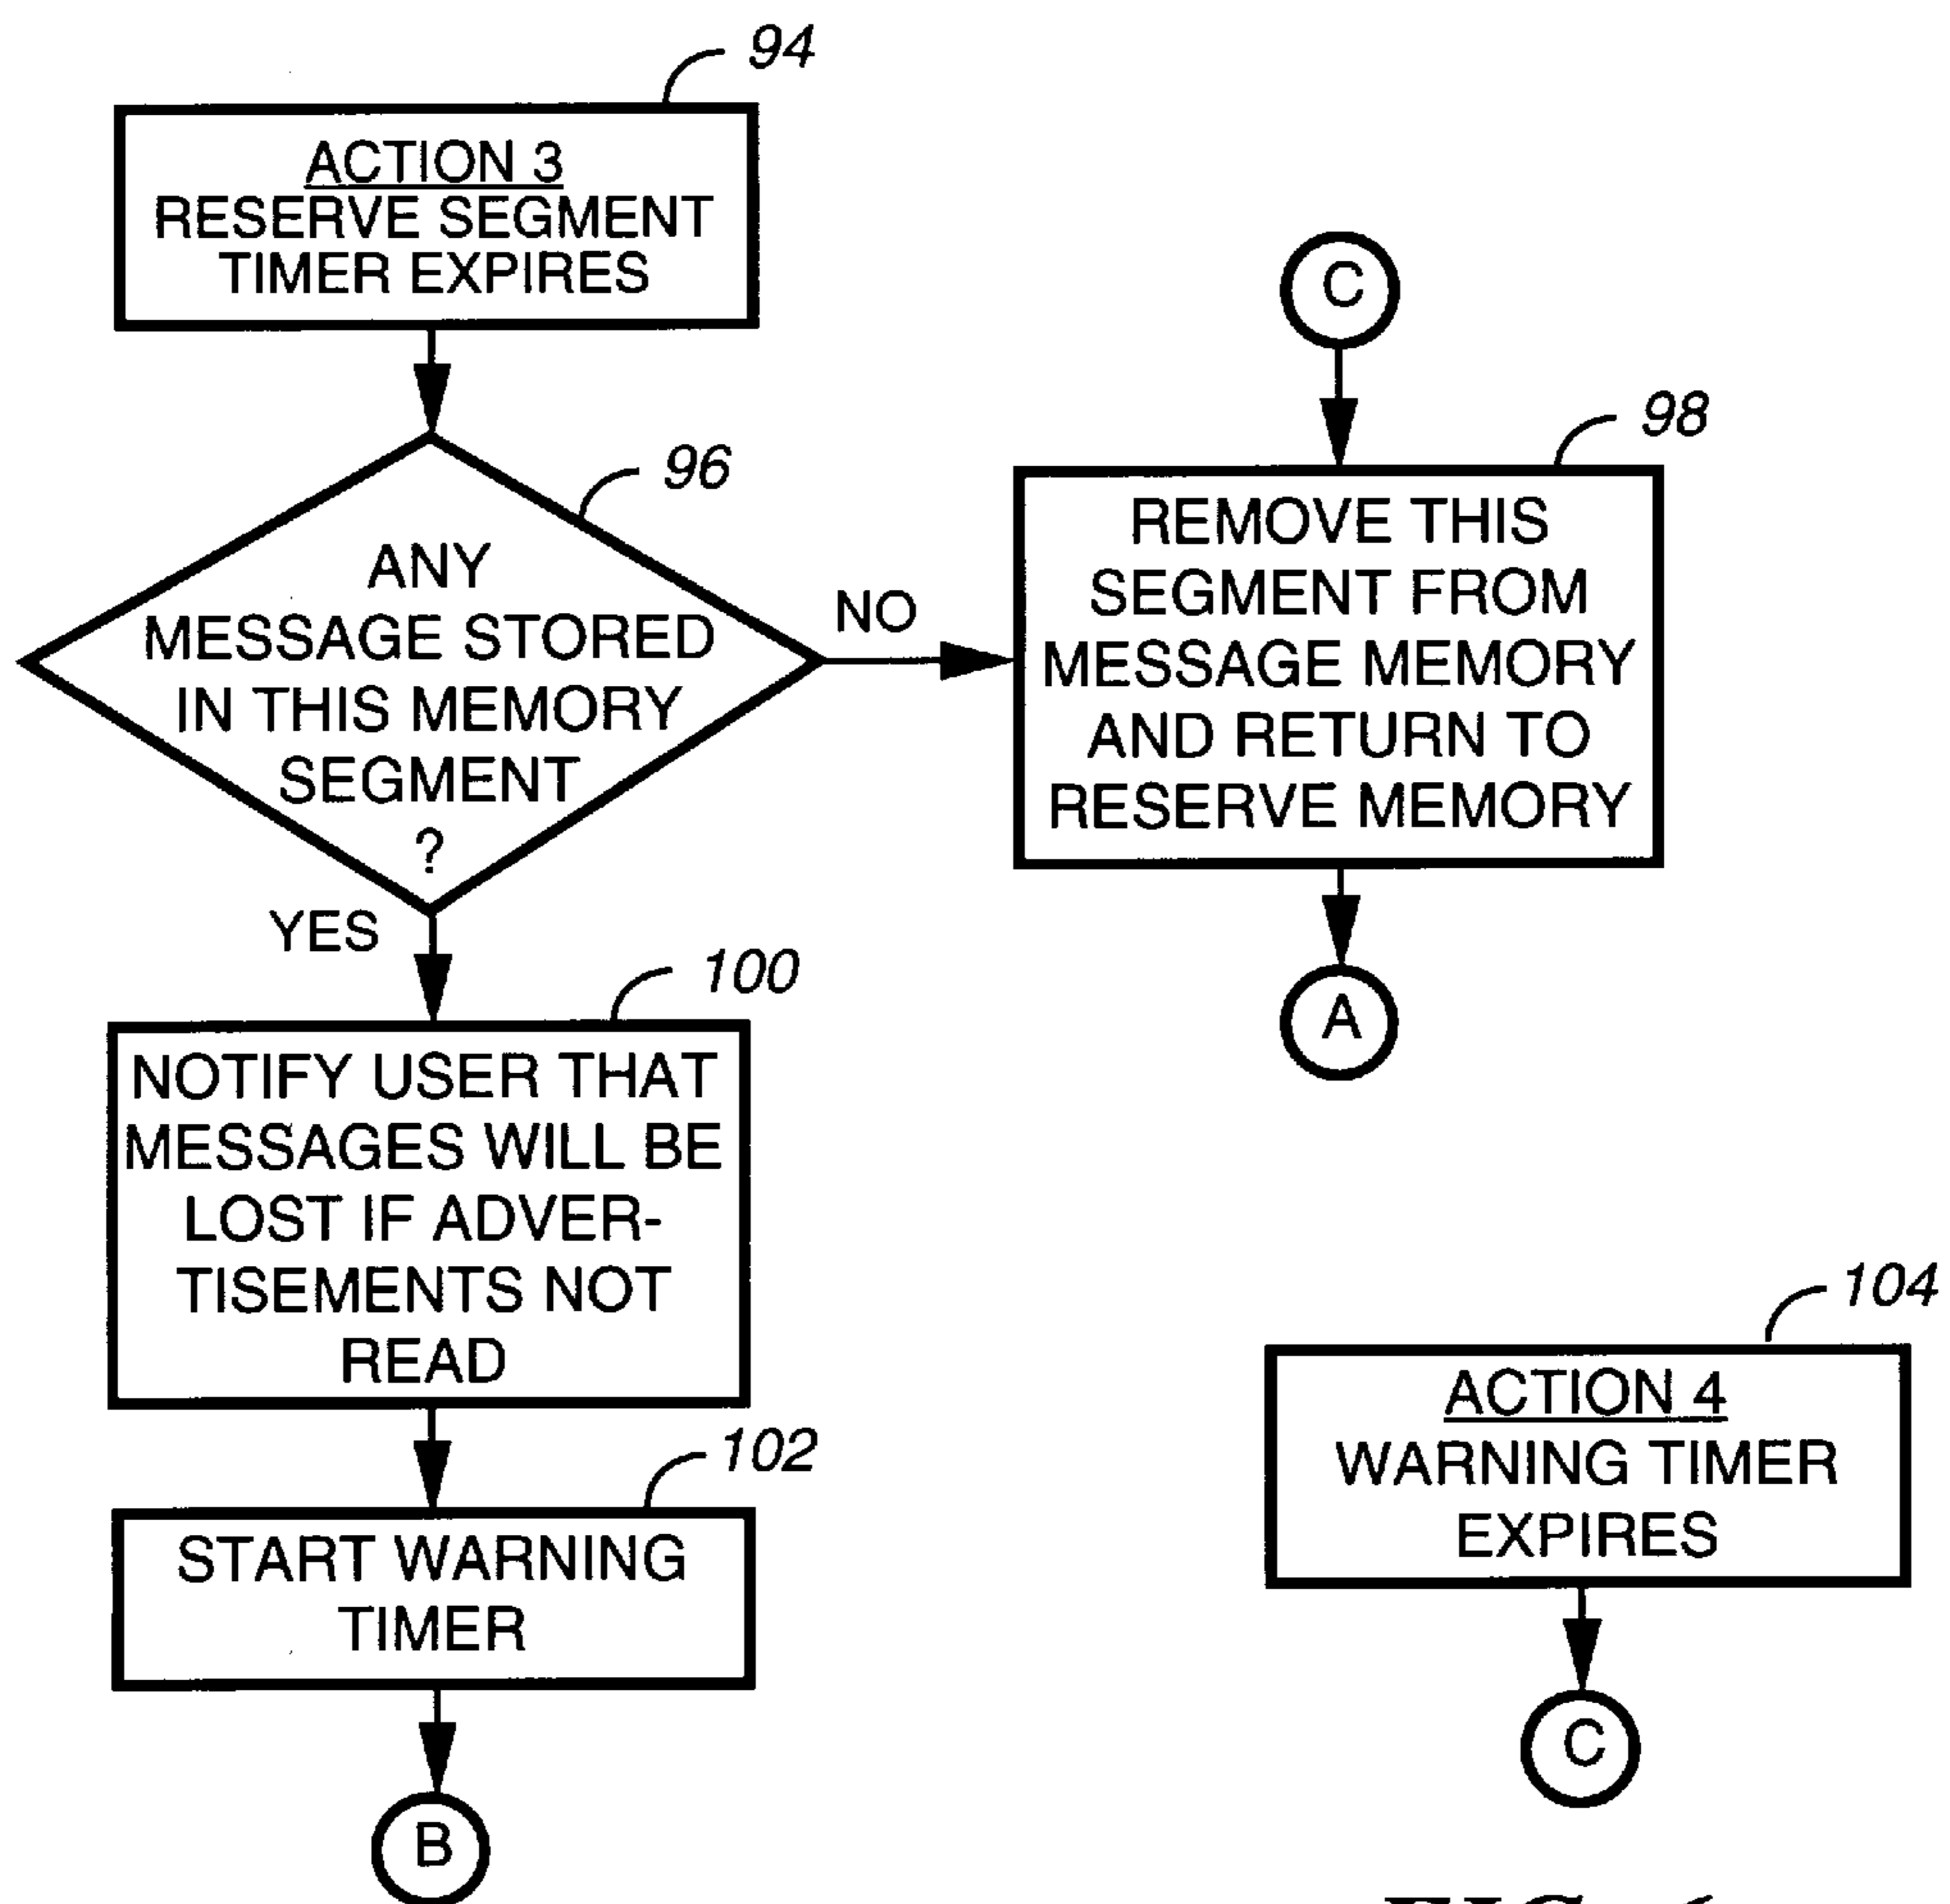 94
ACTION 3
RESERVE SEGMENT
TIMER EXPIRES
96
ANY
MESSAGE STORED
IN THIS MEMORY
SEGMENT
?
NO
YES
C
98
REMOVE THIS
SEGMENT FROM
MESSAGE MEMORY
AND RETURN TO
RESERVE MEMORY
A
100
NOTIFY USER THAT
MESSAGES WILL BE
LOST IF ADVER-
TISEMENTS NOT
READ
102
START WARNING
TIMER
B
104
ACTION 4
WARNING TIMER
EXPIRES
C